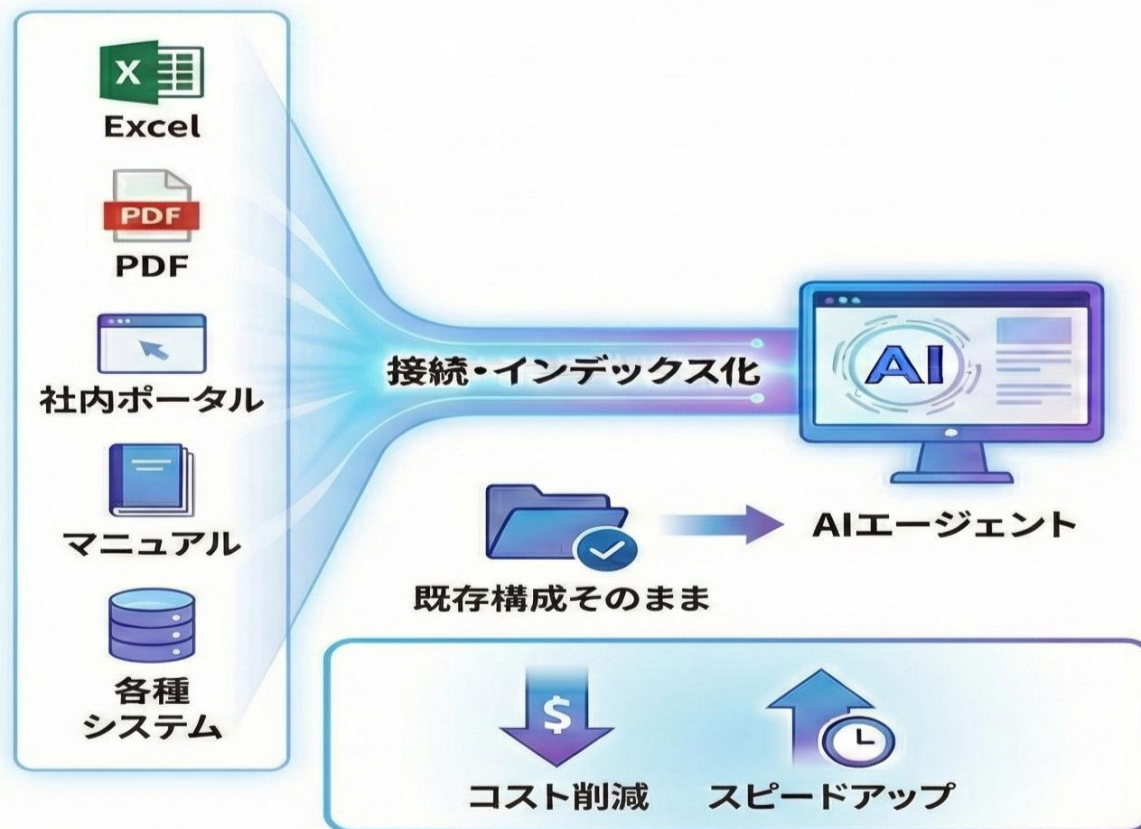 X
Excel
PDF
PDF
社内ポータル
マニュアル
各種
システム
接続・インデックス化
AI
AIエージェント
既存構成そのまま
$
コスト削減
スピードアップ